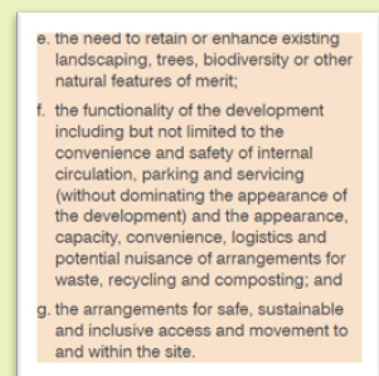 e. the need to retain or enhance existing
landscaping, trees, biodiversity or other
natural features of merit;
f. the functionality of the development
including but not limited to the
convenience and safety of internal
circulation, parking and servicing
(without dominating the appearance of
the development) and the appearance,
capacity, convenience, logistics and
potential nuisance of arrangements for
waste, recycling and composting; and
g. the arrangements for safe, sustainable
and inclusive access and movement to
and within the site.